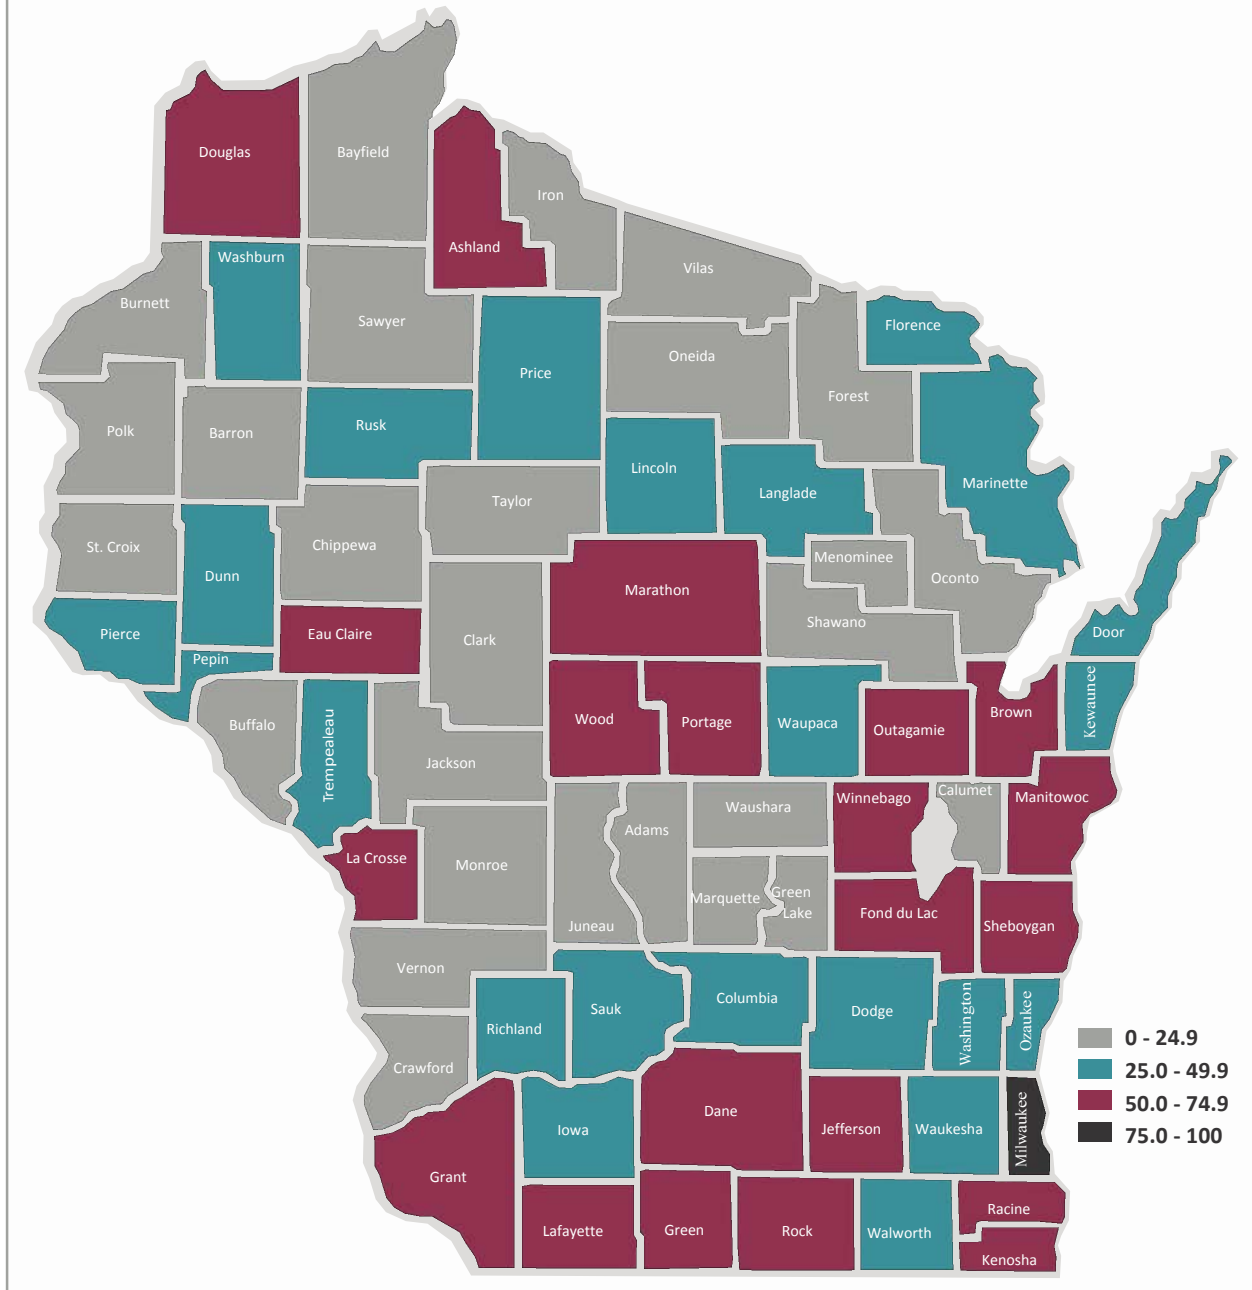 Douglas
Bayfield
Iron
Ashland
Washburn
Vilas
Burnett
Sawyer
Florence
Oneida
Price
Forest
Polk
Barron
Rusk
Lincoln
Langlade
Marinette
Taylor
St. Croix
Chippewa
Menominee
Dunn
Oconto
Marathon
Shawano
Pierce
Eau Claire
Clark
Door
Pepin
Kewaunee
Buffalo
Wood
Portage
Waupaca
Outagamie
Brown
Trempealeau
Jackson
Calumet
Winnebago
Manitowoc
Waushara
Adams
La Crosse
Monroe
Marquette
Green
Lake
Fond du Lac
Juneau
Sheboygan
Vernon
Columbia
Sauk
Dodge
Washington
Ozaukee
Richland
0 - 24.9
Crawford
25.0 - 49.9
50.0 - 74.9
Dane
Iowa
Jefferson
Waukesha
Milwaukee
75.0 - 100
Grant
Lafayette
Green
Rock
Walworth
Racine
Kenosha